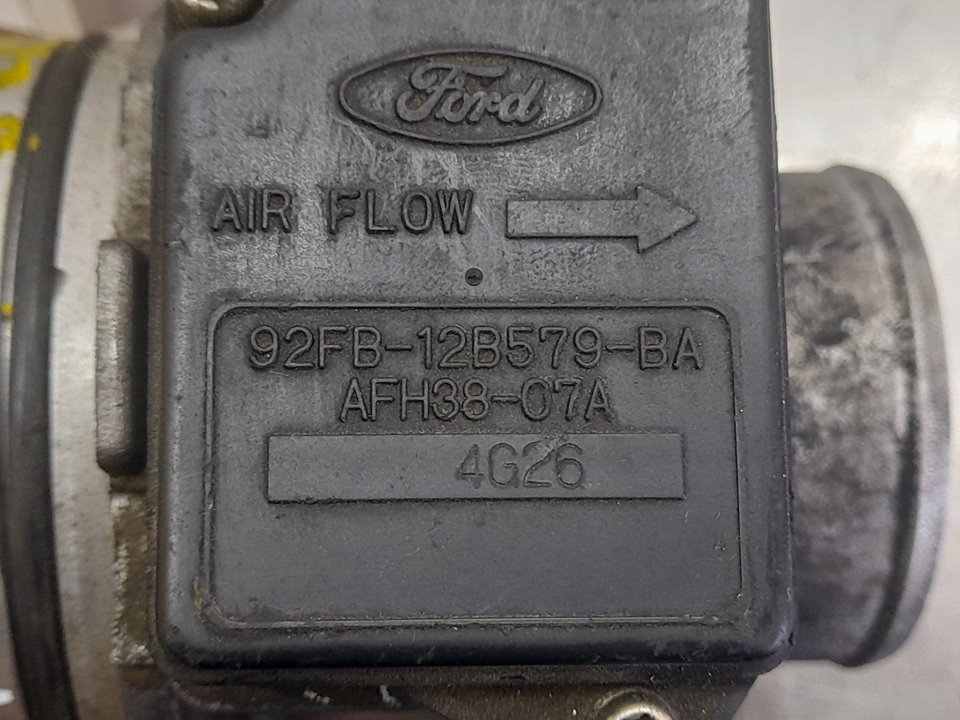 Ford
AIR FLOW
92FB-12B579-BA
AFH38-07A
4G26